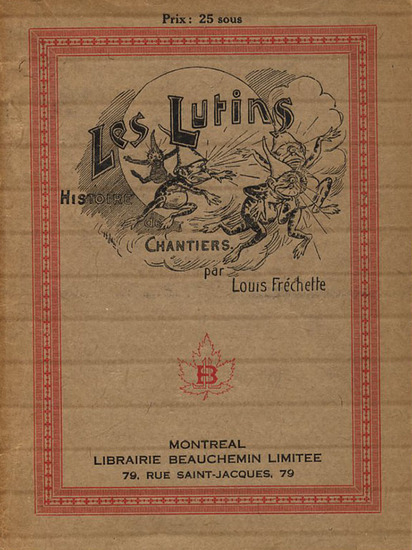 Prix : 25 sous
Les Lutins
Histoire
de
Chantiers
par
Louis Fréchette
B
MONTREAL
LIBRAIRIE BEAUCHEMIN LIMITEE
79, RUE SAINT-JACQUES, 79